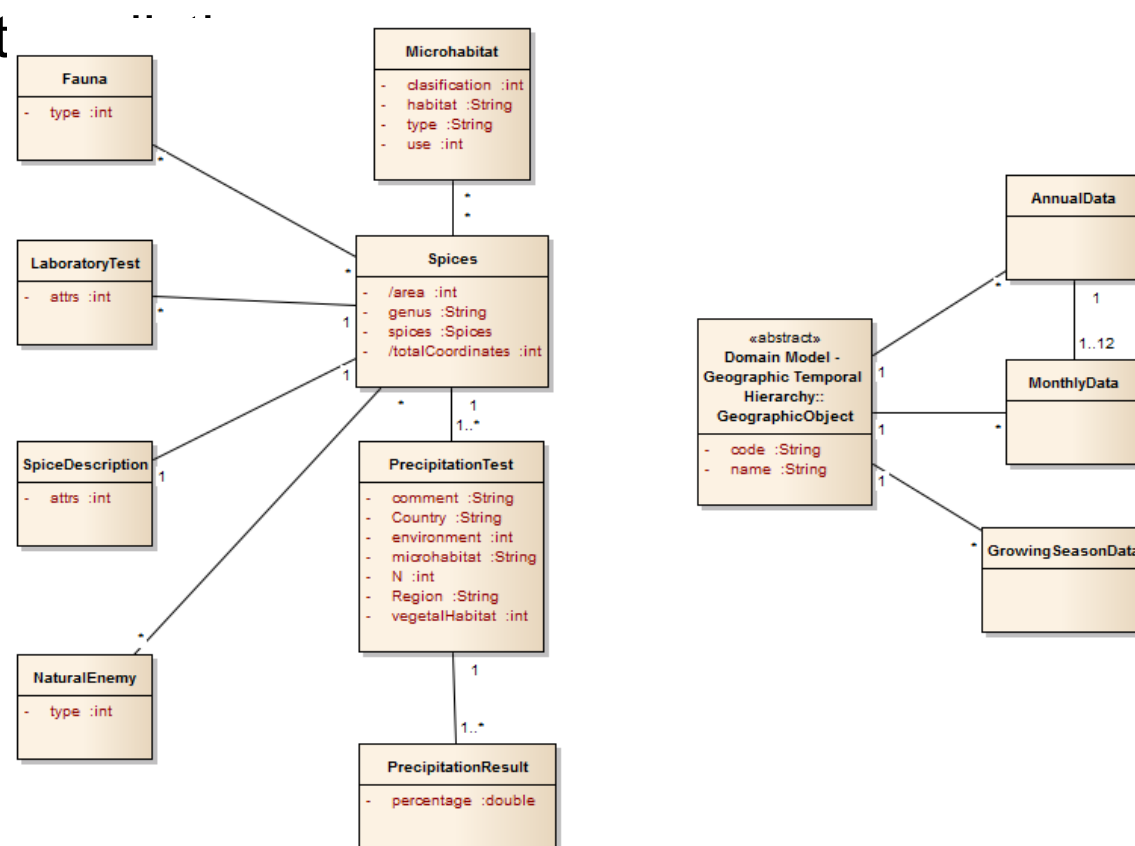 t
Fauna
- type :int
Microhabitat
- clasification :int
- habitat :String
- type :String
- use :int
*
*
*
LaboratoryTest
- attrs :int
*
Spices
- /area :int
- genus :String
- spices :Spices
- /totalCoordinates :int
*
1
1
SpiceDescription
- attrs :int
1
*
1
1..*
PrecipitationTest
- comment :String
- Country :String
- environment :int
- microhabitat :String
- N :int
- Region :String
- vegetalHabitat :int
NaturalEnemy
- type :int
*
1
1..*
PrecipitationResult
- percentage :double
AnnualData
*
1
1..12
«abstract»
Domain Model -
Geographic Temporal
Hierarchy::
GeographicObject
- code :String
- name :String
1
1
1
MonthlyData
*
GrowingSeasonData
*